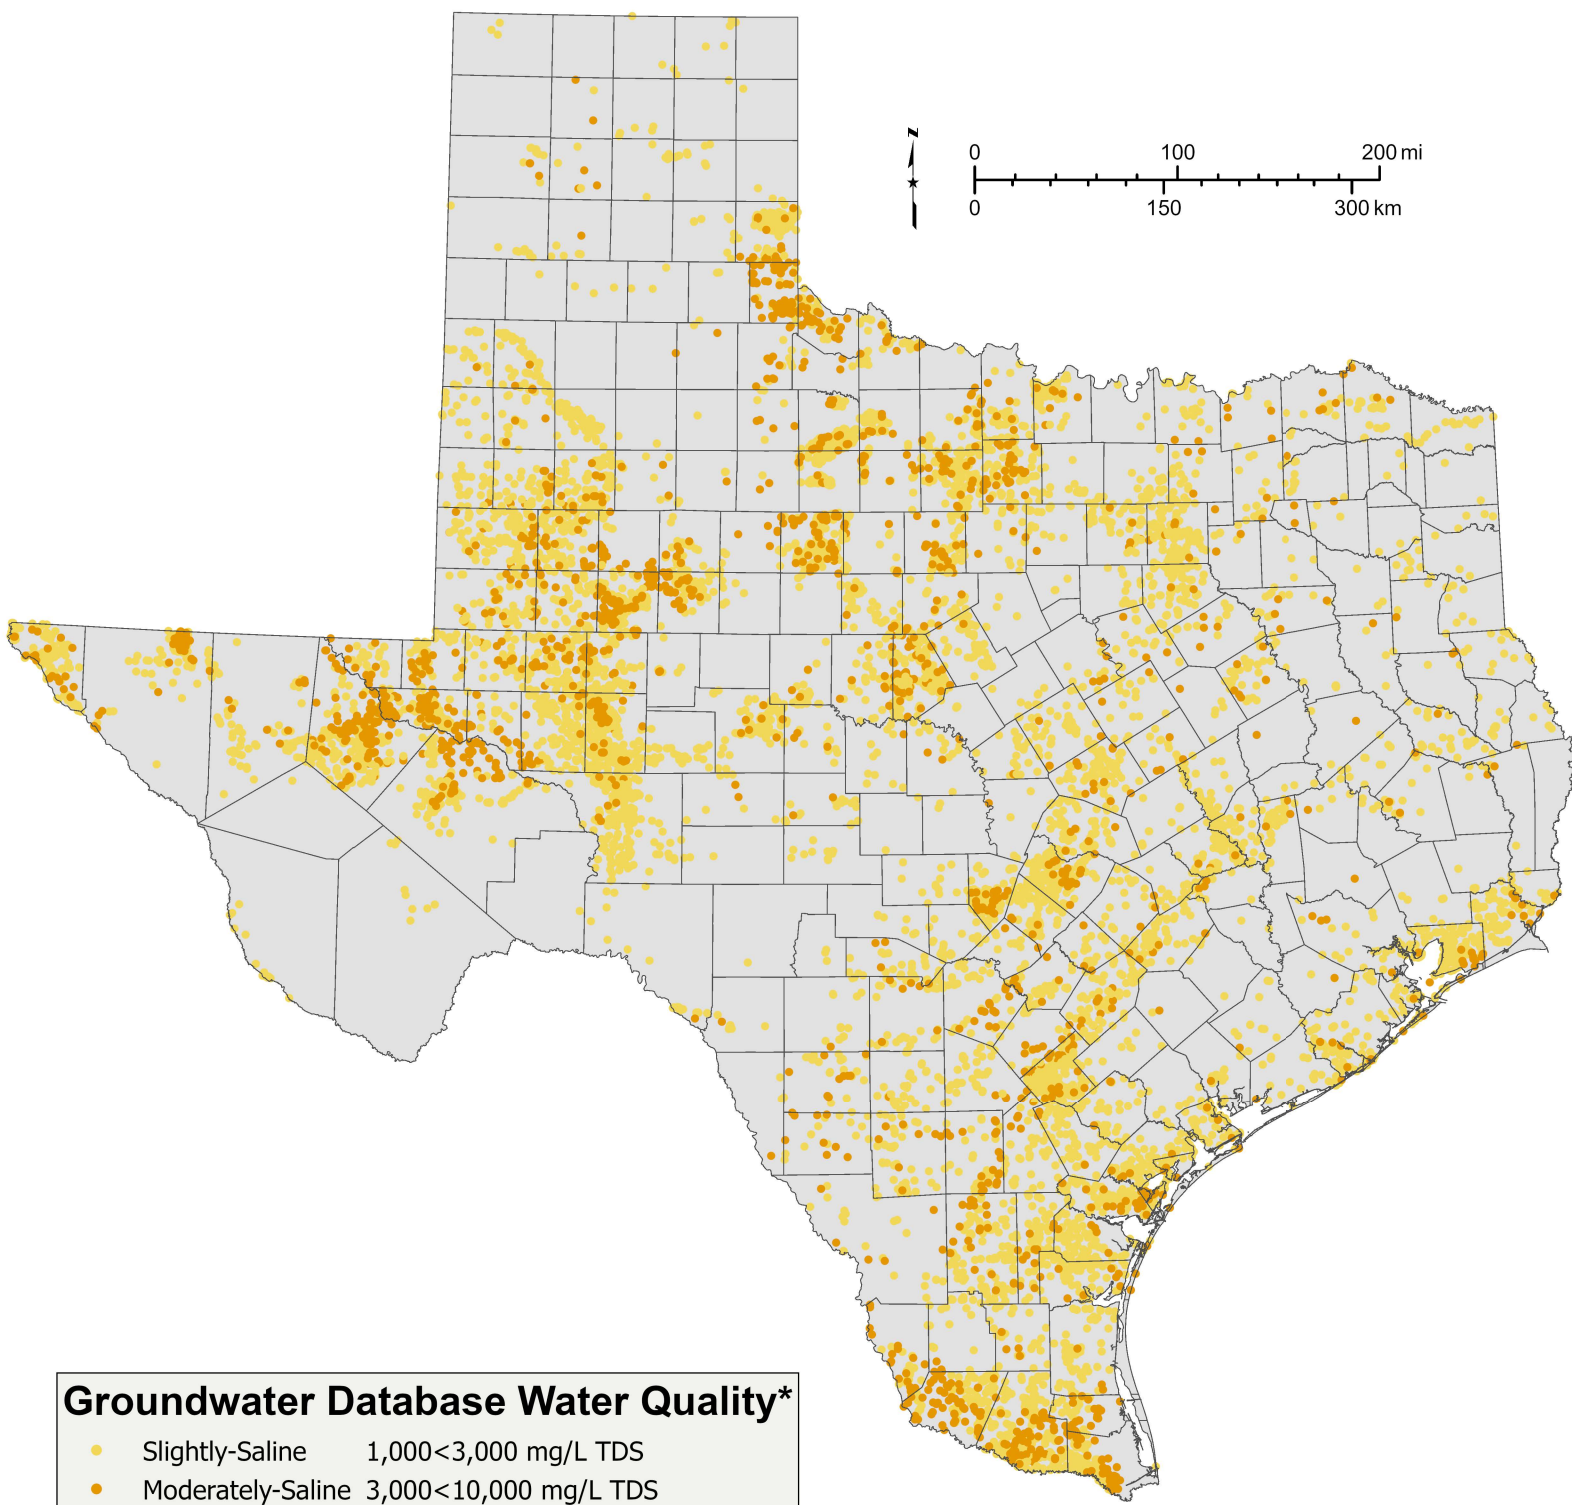 N
0 100 200 mi
0 150 300 km
Groundwater Database Water Quality*
Slightly-Saline 1,000<3,000 mg/L TDS
Moderately-Saline 3,000<10,000 mg/L TDS